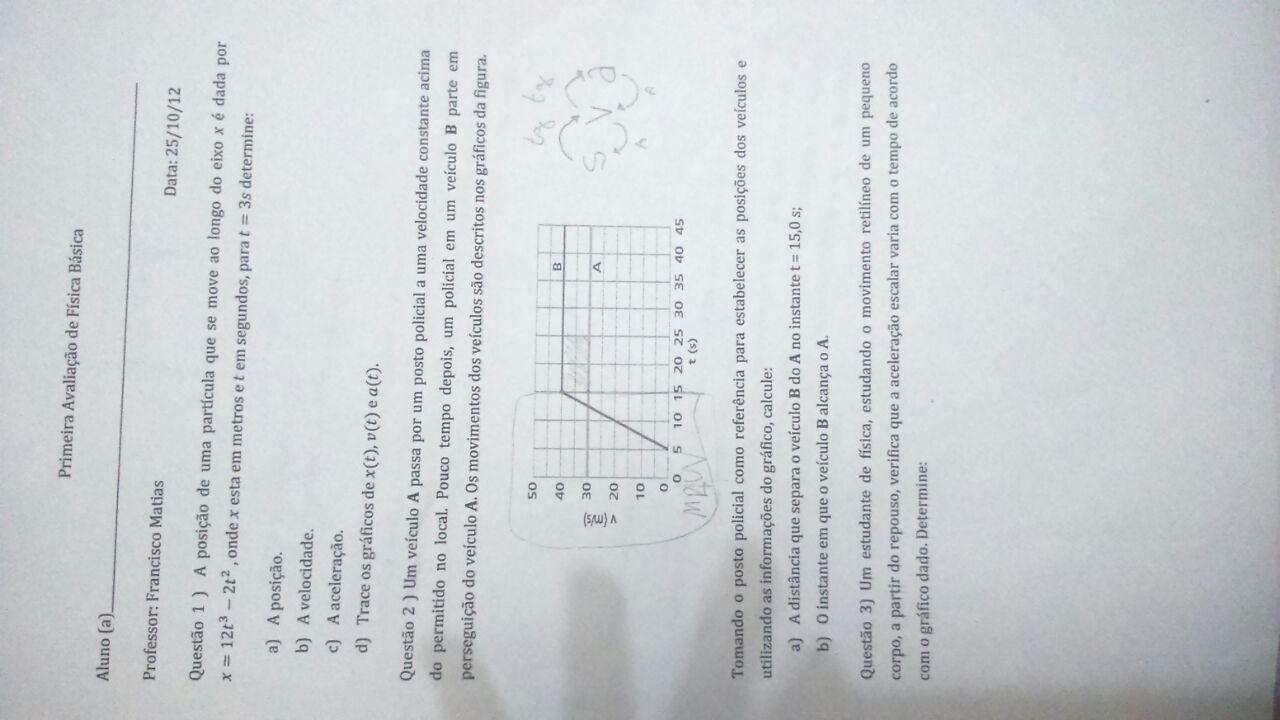 Primeira Avaliação de Física Básica
Aluno (a)
Professor: Francisco Matias
Data: 25/10/12
Questão 1 ) A posição de uma partícula que se move ao longo do eixo x é dada por
x = 12t³ − 2t² , onde x esta em metros e t em segundos, para t = 3s determine:
a) A posição.
b) A velocidade.
c) A aceleração.
d) Trace os gráficos de x(t), v(t) e a(t).
Questão 2 ) Um veículo A passa por um posto policial a uma velocidade constante acima
do permitido no local. Pouco tempo depois, um policial em um veículo B parte em
perseguição do veículo A. Os movimentos dos veículos são descritos nos gráficos da figura.
tg tg
S V a
A A
50
40
30
20
10
0
v (m/s)
B
A
0 5 10 15 20 25 30 35 40 45
t (s)
Tomando o posto policial como referência para estabelecer as posições dos veículos e
utilizando as informações do gráfico, calcule:
a) A distância que separa o veículo B do A no instante t = 15,0 s;
b) O instante em que o veículo B alcança o A.
Questão 3) Um estudante de física, estudando o movimento retilíneo de um pequeno
corpo, a partir do repouso, verifica que a aceleração escalar varia com o tempo de acordo
com o gráfico dado. Determine: